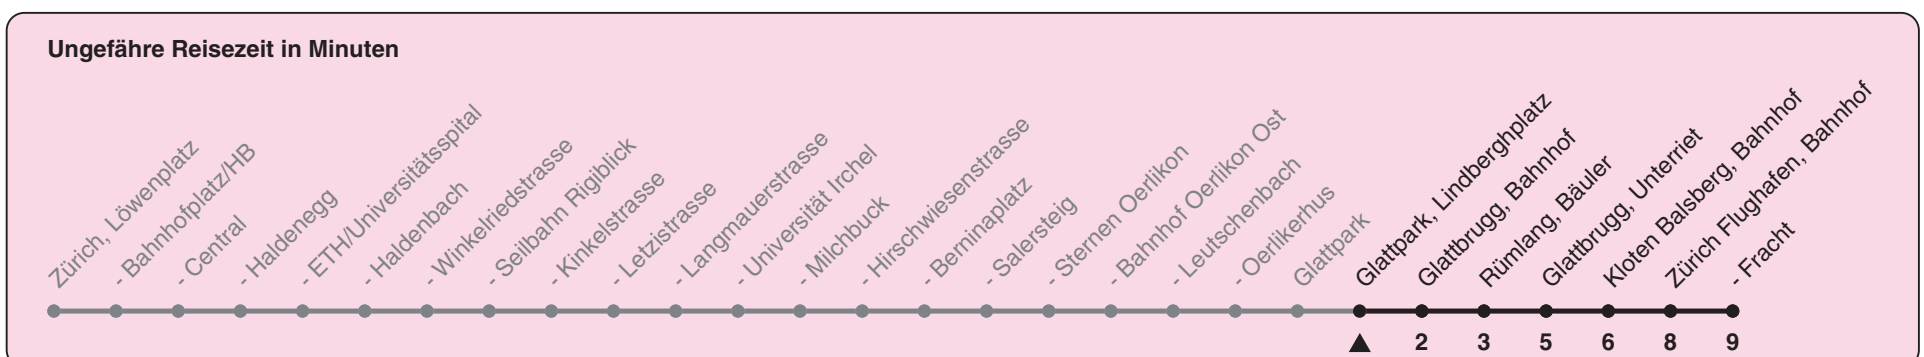 Ungefähre Reisezeit in Minuten
Zürich, Löwenplatz
- Bahnhofplatz/HB
- Central
- Haldenegg
- ETH/Universitätsspital
- Haldenbach
- Winkelriedstrasse
- Seilbahn Rigiblick
- Kinkelstrasse
- Letzistrasse
- Langmauerstrasse
- Universität Irchel
- Milchbuck
- Hirschwiesenstrasse
- Berninaplatz
- Salersteig
- Sternen Oerlikon
- Bahnhof Oerlikon Ost
- Leutschenbach
- Oerlikerhus
Glattpark
Glattpark, Lindberghplatz
Glattbrugg, Bahnhof
Rümlang, Bäuler
Glattbrugg, Unterriet
Kloten Balsberg, Bahnhof
Zürich Flughafen, Bahnhof
- Fracht
2 3 5 6 8 9